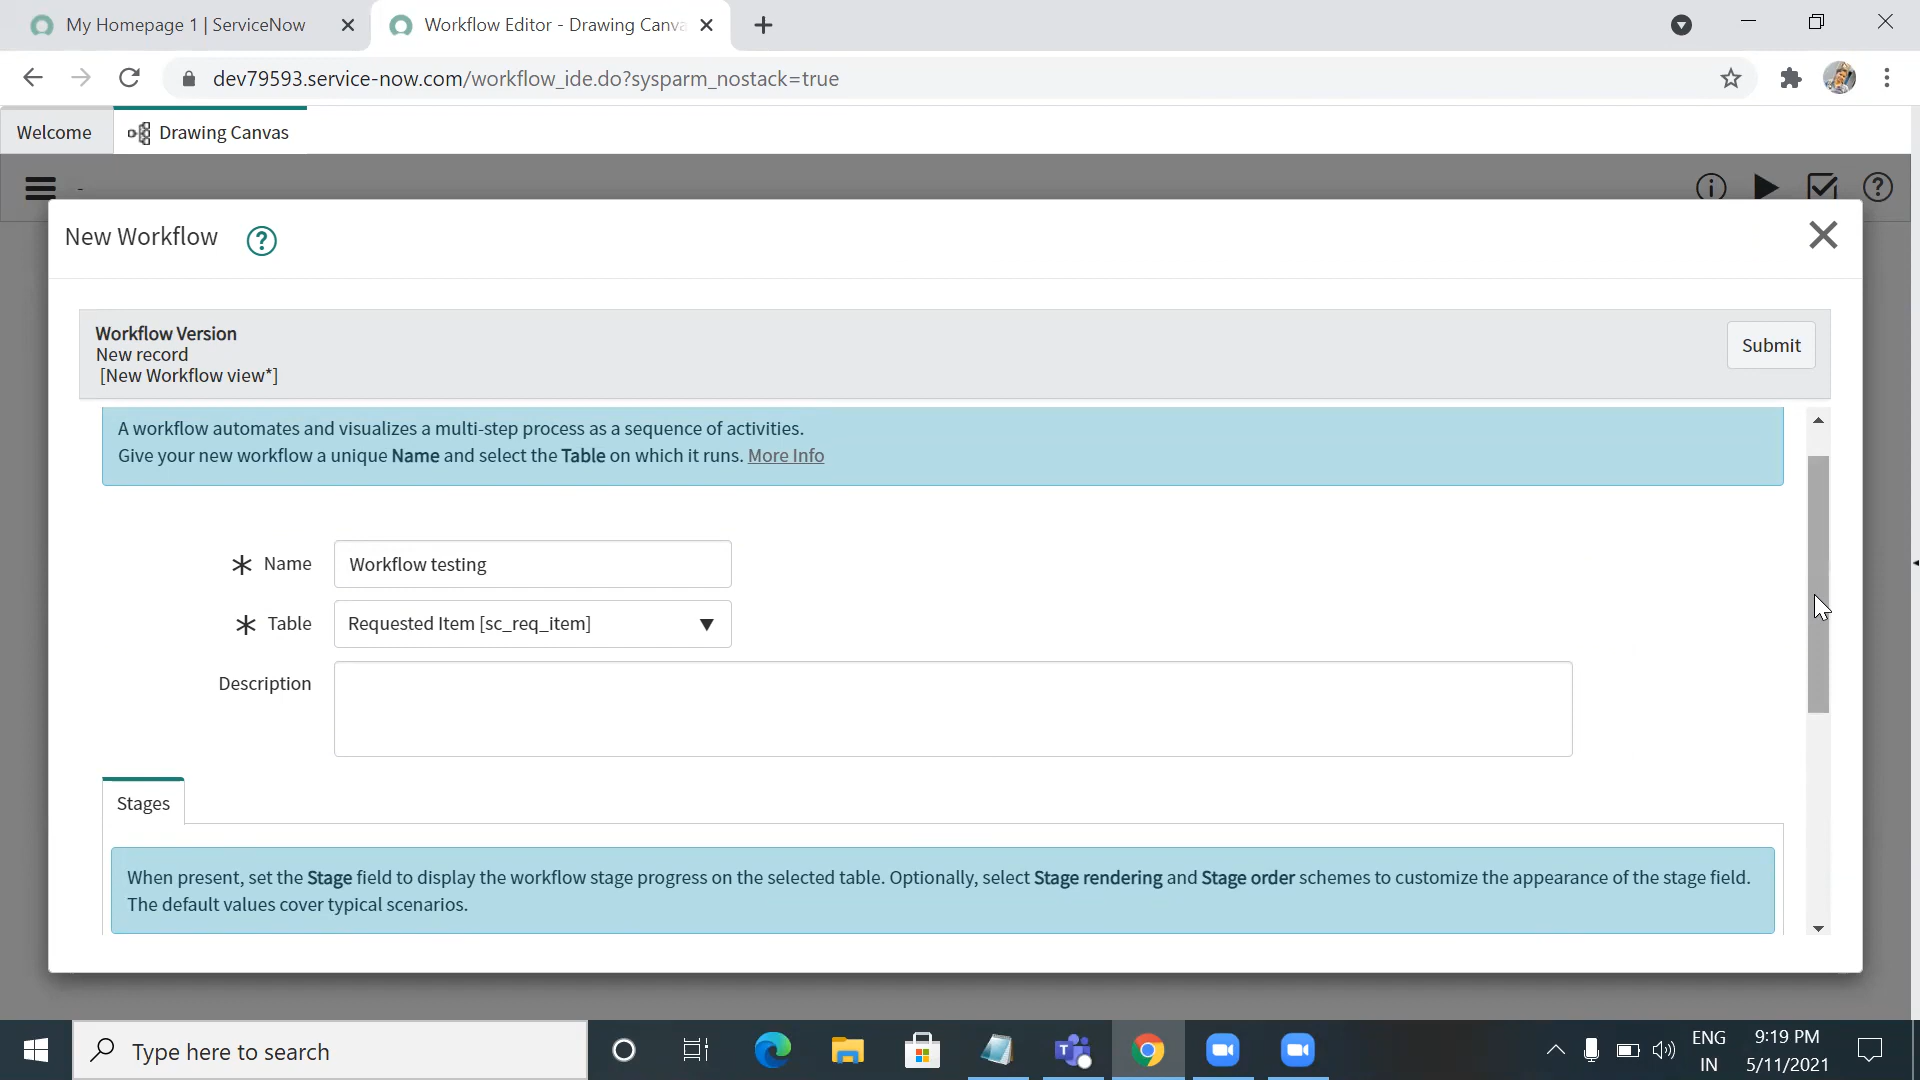 My Homepage 1 | ServiceNow
Workflow Editor - Drawing Canva
dev79593.service-now.com/workflow_ide.do?sysparm_nostack=true
Welcome
Drawing Canvas
-
New Workflow
Workflow Version
New record
[New Workflow view*]
Submit
A workflow automates and visualizes a multi-step process as a sequence of activities.
Give your new workflow a unique Name and select the Table on which it runs. More Info
Name
Workflow testing
Table
Requested Item [sc_req_item]
Description
Stages
When present, set the Stage field to display the workflow stage progress on the selected table. Optionally, select Stage rendering and Stage order schemes to customize the appearance of the stage field.
The default values cover typical scenarios.
Type here to search
ENG
IN
9:19 PM
5/11/2021